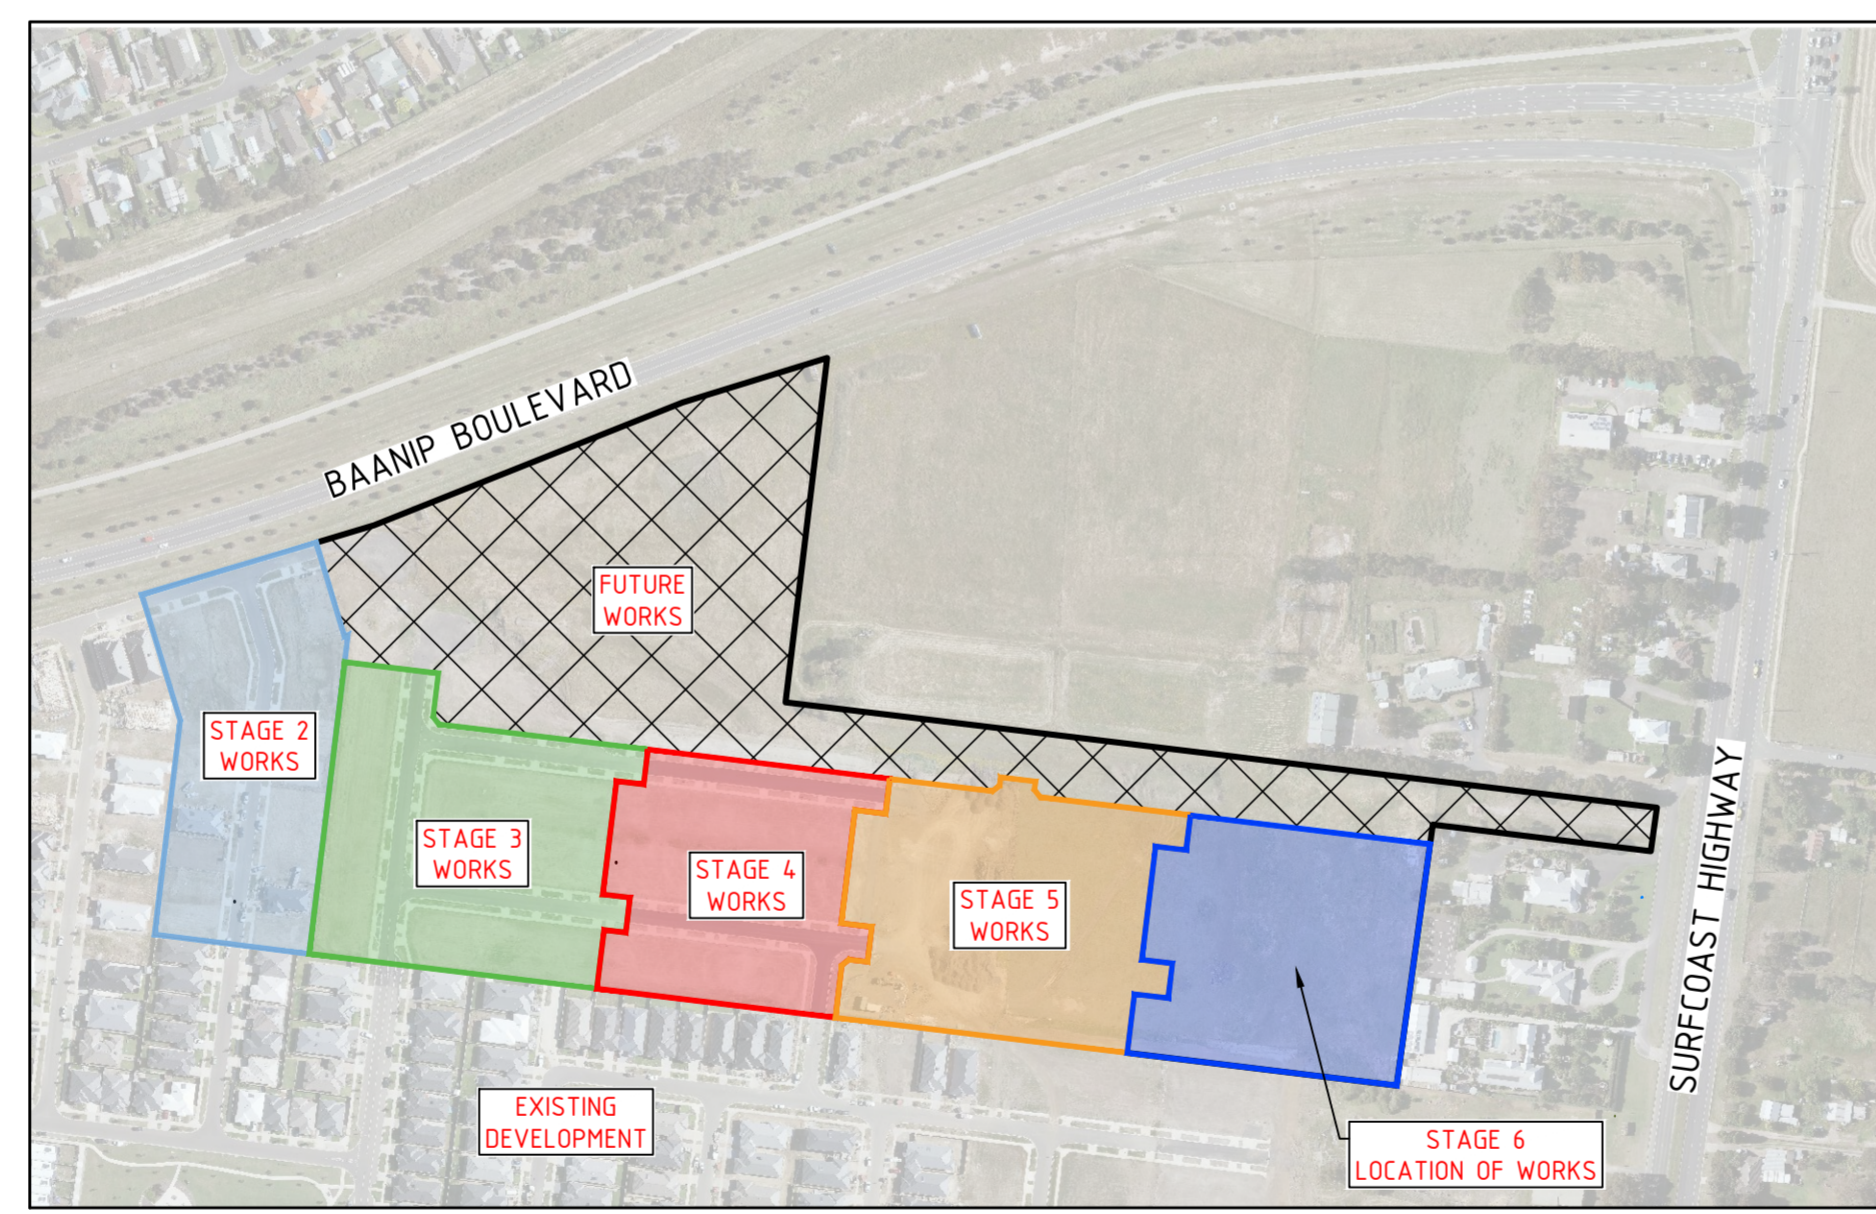 BAANIP BOULEVARD
FUTURE
WORKS
STAGE 2
WORKS
STAGE 3
WORKS
STAGE 4
WORKS
STAGE 5
WORKS
SURFCOAST HIGHWAY
EXISTING
DEVELOPMENT
STAGE 6
LOCATION OF WORKS